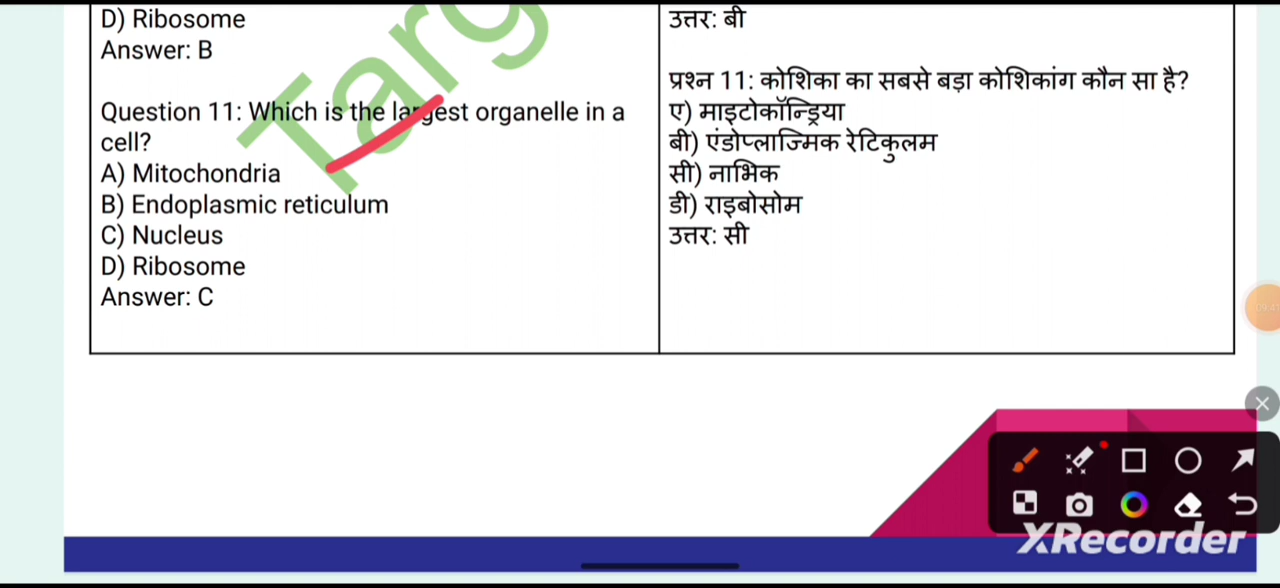 D) Ribosome
Answer: B
Question 11: Which is the largest organelle in a
cell?
A) Mitochondria
B) Endoplasmic reticulum
C) Nucleus
D) Ribosome
Answer: C
उत्तर: बी
प्रश्न 11: कोशिका का सबसे बड़ा कोशिकांग कौन सा है?
ए) माइटोकॉन्ड्रिया
बी) एंडोप्लाज्मिक रेटिकुलम
सी) नाभिक
डी) राइबोसोम
उत्तर: सी
Targ
XRecorder